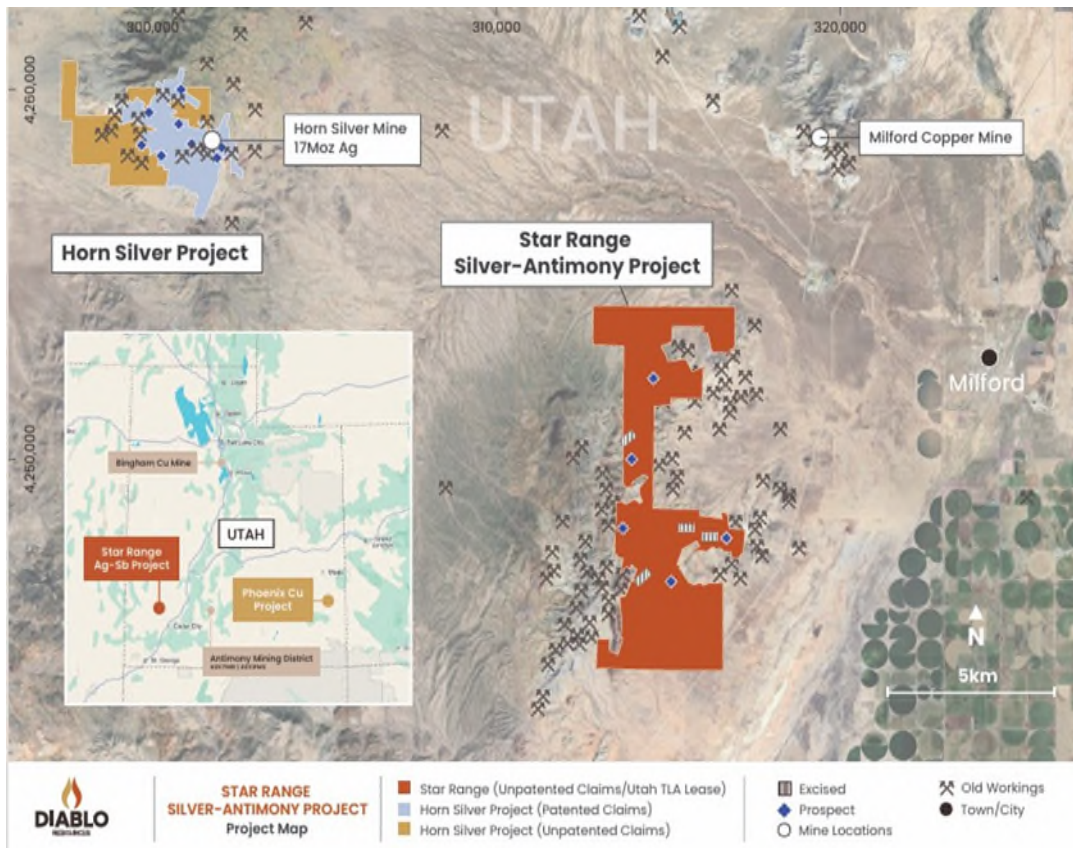 300,000
310,000
320,000
4,260,000
4,250,000
UTAH
Horn Silver Mine
17Moz Ag
Milford Copper Mine
Horn Silver Project
Star Range
Silver-Antimony Project
Milford
Bingham Cu Mine
UTAH
Star Range
Ag-Sb Project
Phoenix Cu
Project
Cedar City
St. George
Antimony Mining District
N
5km
DIABLO
RESOURCES
STAR RANGE
SILVER-ANTIMONY PROJECT
Project Map
Star Range (Unpatented Claims/Utah TLA Lease)
Horn Silver Project (Patented Claims)
Horn Silver Project (Unpatented Claims)
Excised
Prospect
Mine Locations
Old Workings
Town/City